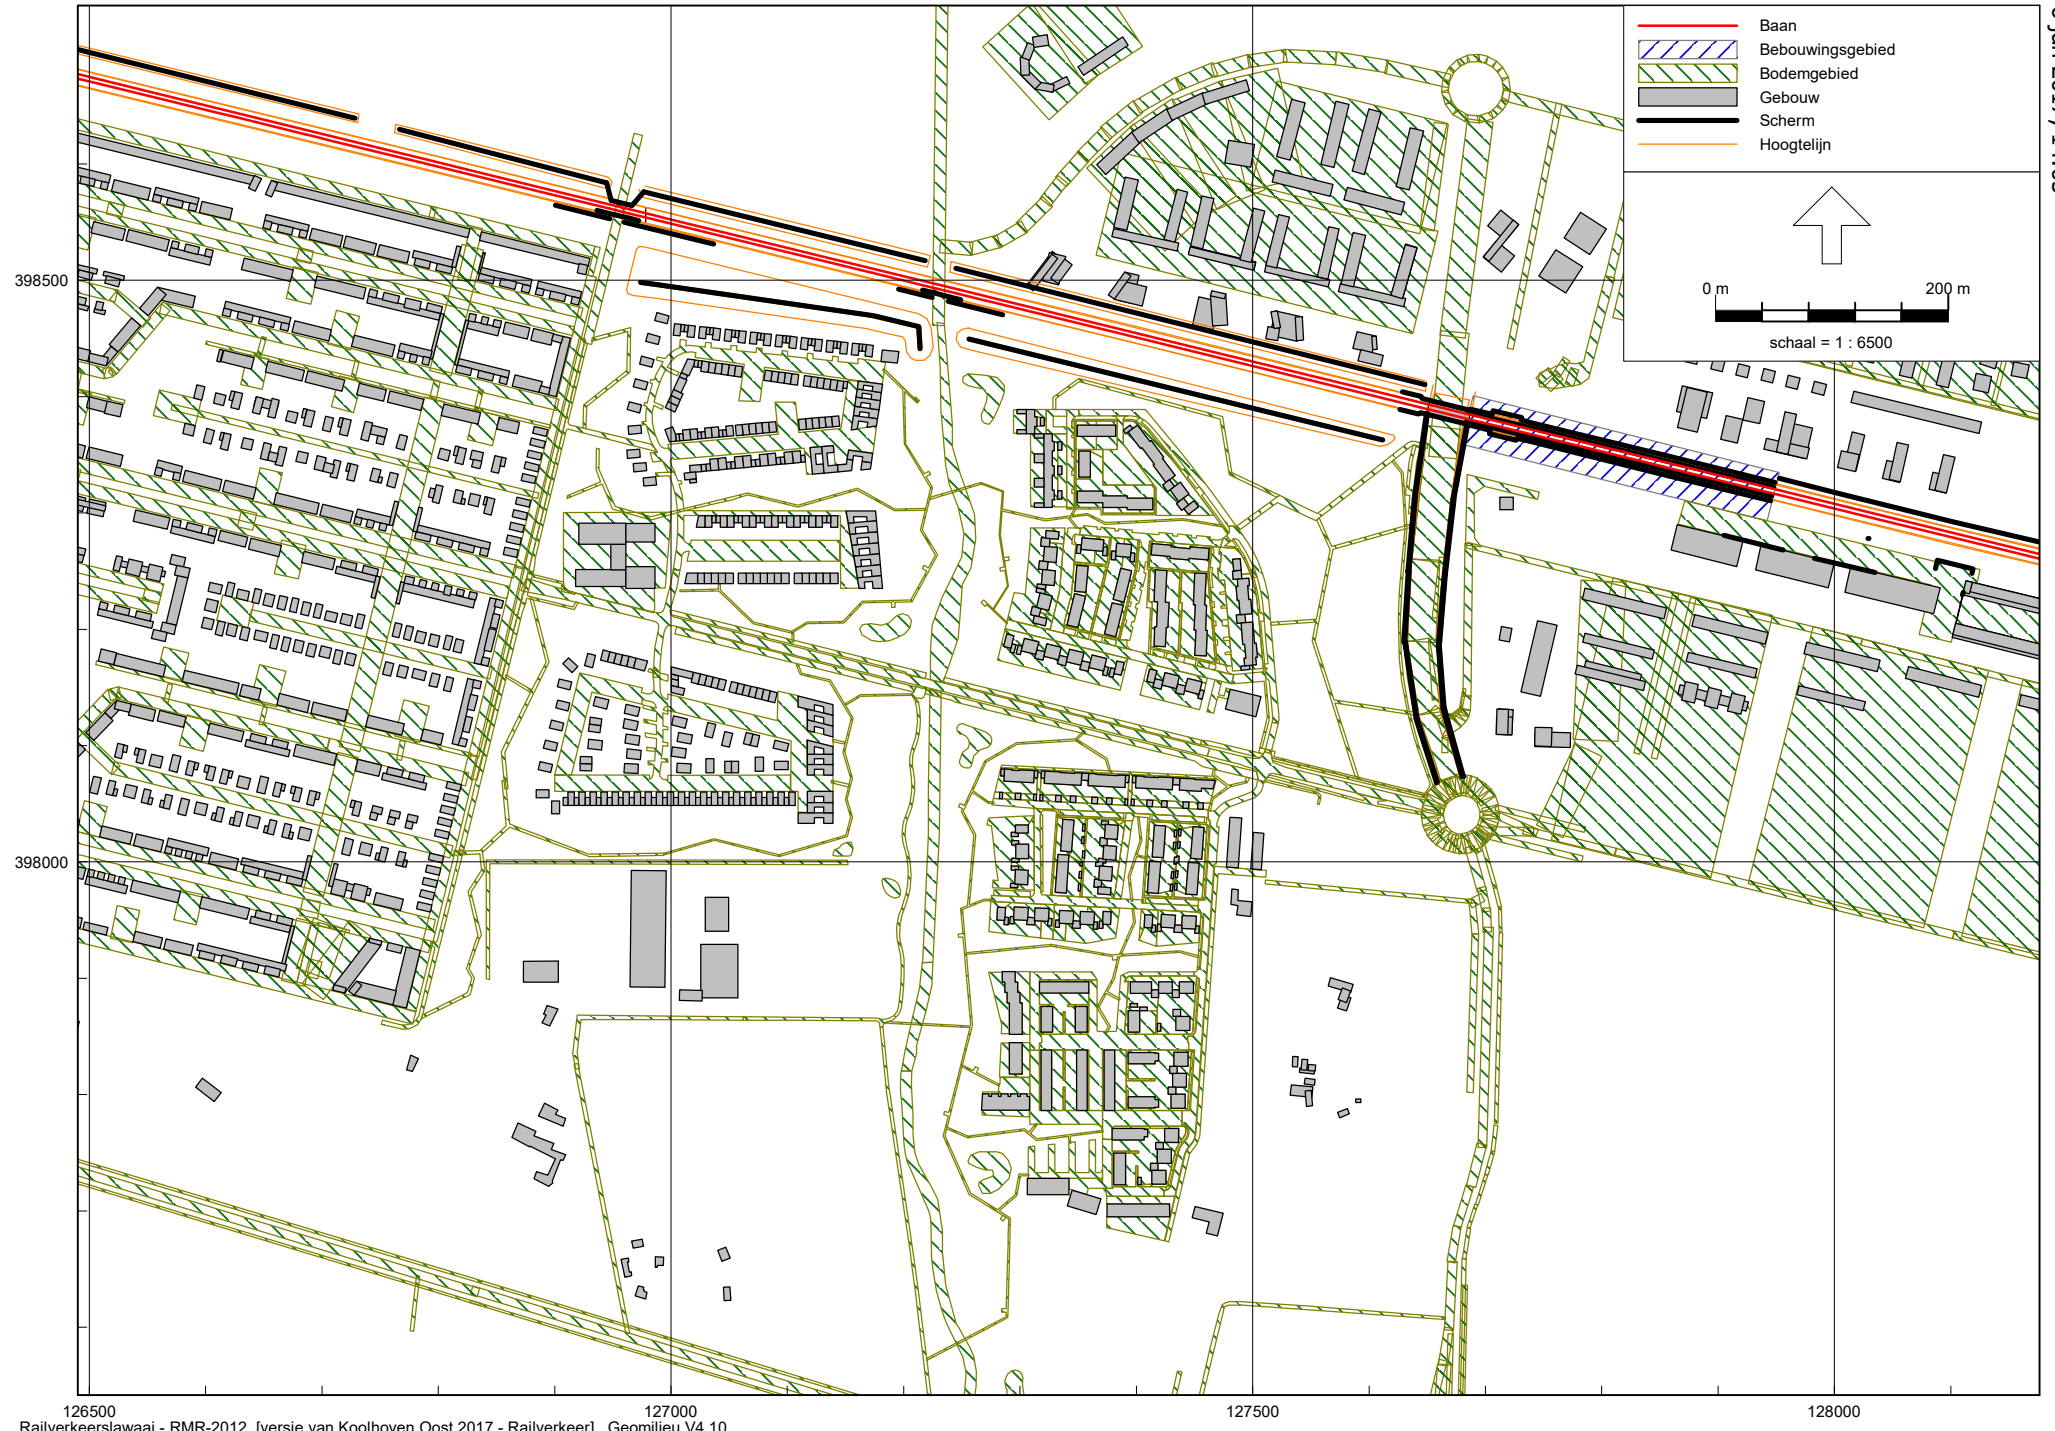 Baan
Bebouwingsgebied
Bodemgebied
Gebouw
Scherm
Hoogtelijn
0 m 200 m
schaal = 1 : 6500
398500
398000
126500 127000 127500 128000
Railverkeerslawaai - RMR-2012, [versie van Koolhoven Oost 2017 - Railverkeer] , Geomilieu V4.10